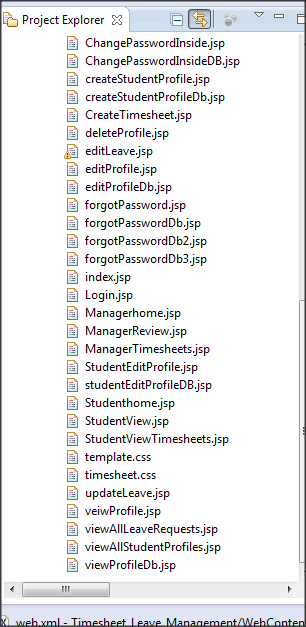 Project Explorer
ChangePasswordInside.jsp
ChangePasswordInsideDB.jsp
createStudentProfile.jsp
createStudentProfileDb.jsp
CreateTimesheet.jsp
deleteProfile.jsp
editLeave.jsp
editProfile.jsp
editProfileDb.jsp
forgotPassword.jsp
forgotPasswordDb.jsp
forgotPasswordDb2.jsp
forgotPasswordDb3.jsp
index.jsp
Login.jsp
Managerhome.jsp
ManagerReview.jsp
ManagerTimesheets.jsp
StudentEditProfile.jsp
studentEditProfileDB.jsp
Studenthome.jsp
StudentView.jsp
StudentViewTimesheets.jsp
template.css
timesheet.css
updateLeave.jsp
veiwProfile.jsp
viewAllLeaveRequests.jsp
viewAllStudentProfiles.jsp
viewProfileDb.jsp
web.xml - Timesheet_Leave_Management/WebConten